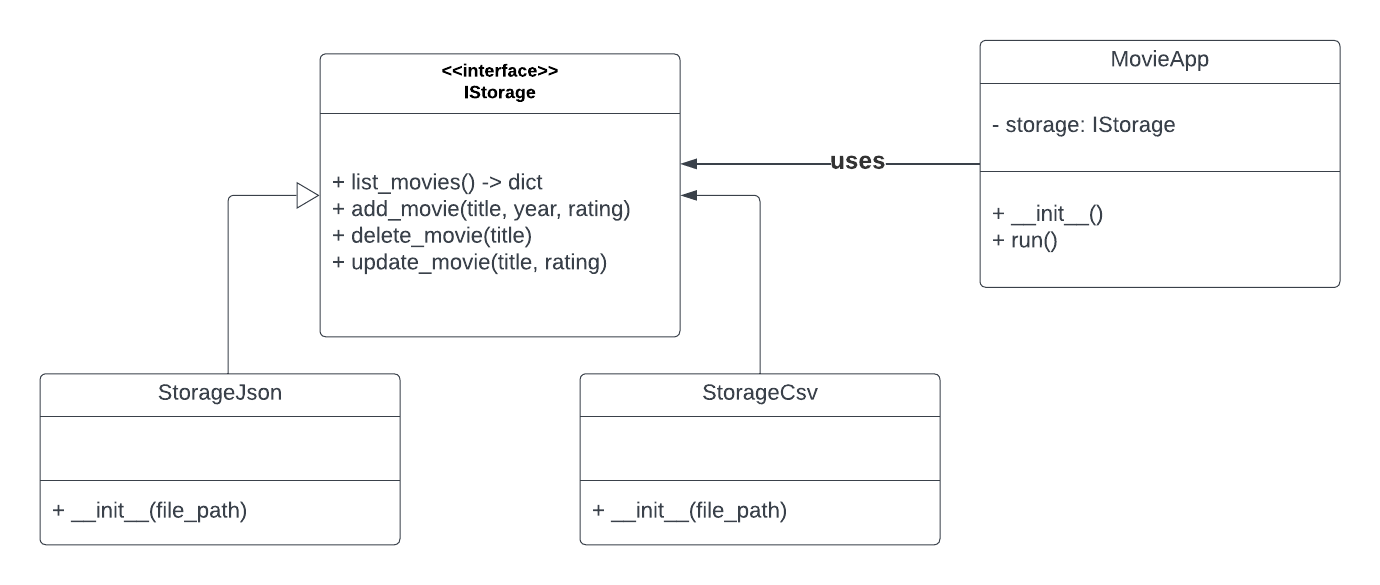 <<interface>>
IStorage
+ list_movies() -> dict
+ add_movie(title, year, rating)
+ delete_movie(title)
+ update_movie(title, rating)
uses
MovieApp
- storage: IStorage
+ __init__()
+ run()
StorageJson
+ __init__(file_path)
StorageCsv
+ __init__(file_path)